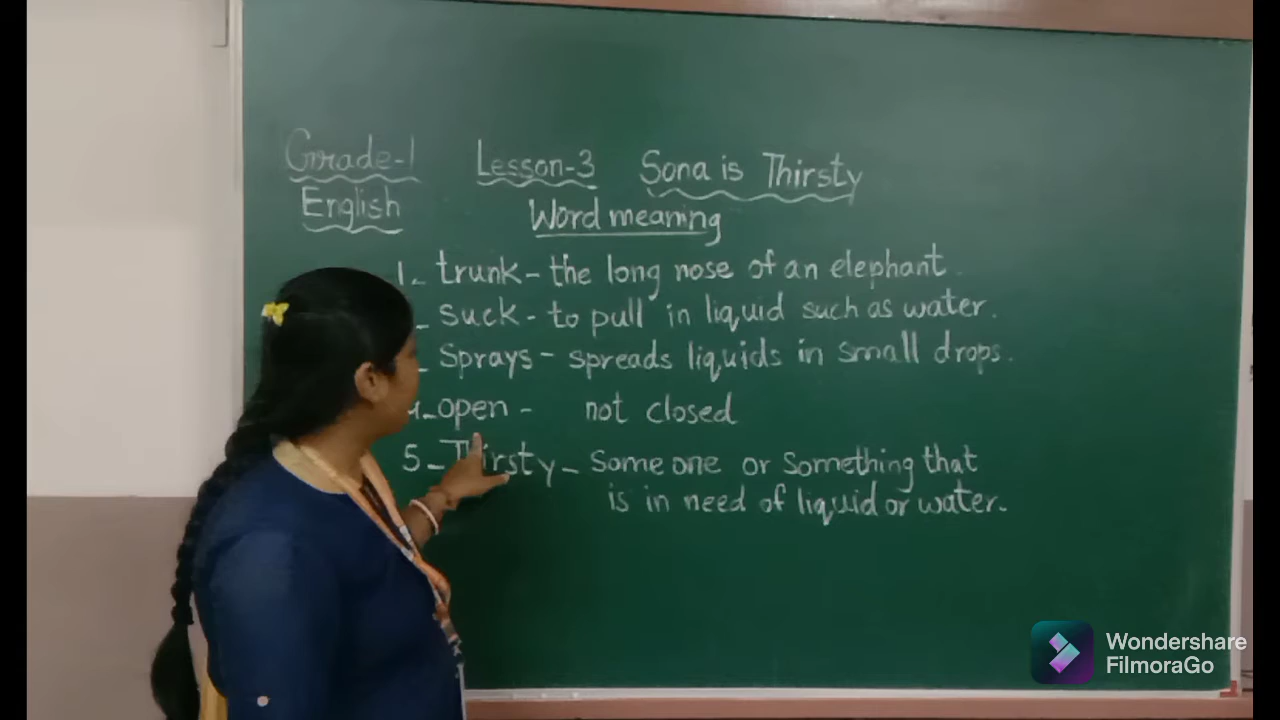 Grade-1 Lesson-3 Sona is Thirsty
English Word meaning
1- trunk - the long nose of an elephant.
- suck - to pull in liquid such as water.
- Sprays - spreads liquids in small drops.
4-open - not closed
5-Thirsty- Someone or Something that
is in need of liquid or water.
Wondershare
FilmoraGo